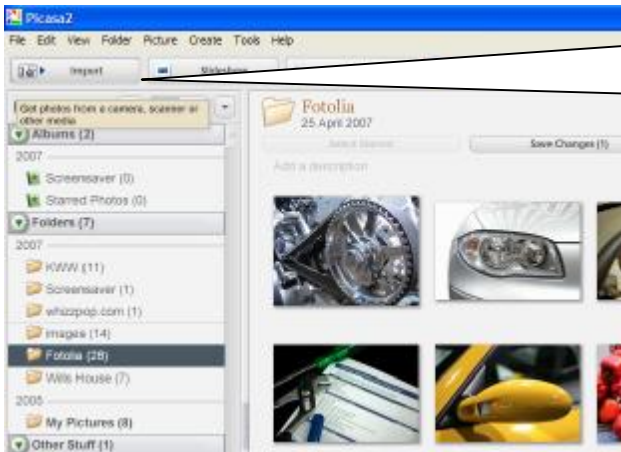 Picasa2
File Edit View Folder Picture Create Tools Help
Import
Get photos from a camera, scanner or
other media
Albums (2)
2007
Screensaver (0)
Starred Photos (0)
Folders (7)
2007
KWW (11)
Screensaver (1)
whizzpop.com (1)
images (14)
Fotolia (28)
Wills House (7)
2005
My Pictures (8)
Other Stuff (1)
Fotolia
25 April 2007
Save Changes (1)
Add a description